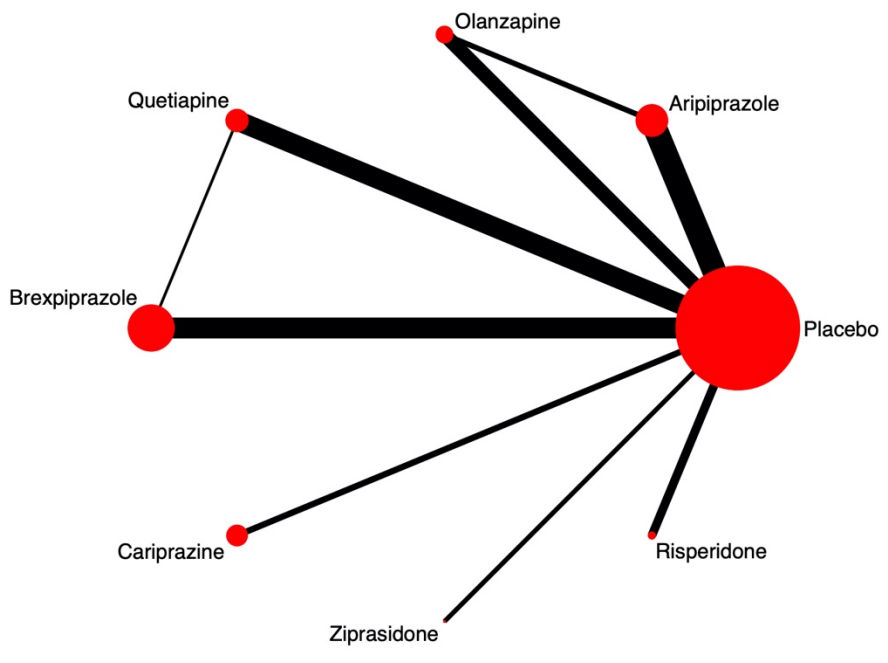 Olanzapine
Quetiapine
Aripiprazole
Brexpiprazole
Placebo
Cariprazine
Risperidone
Ziprasidone